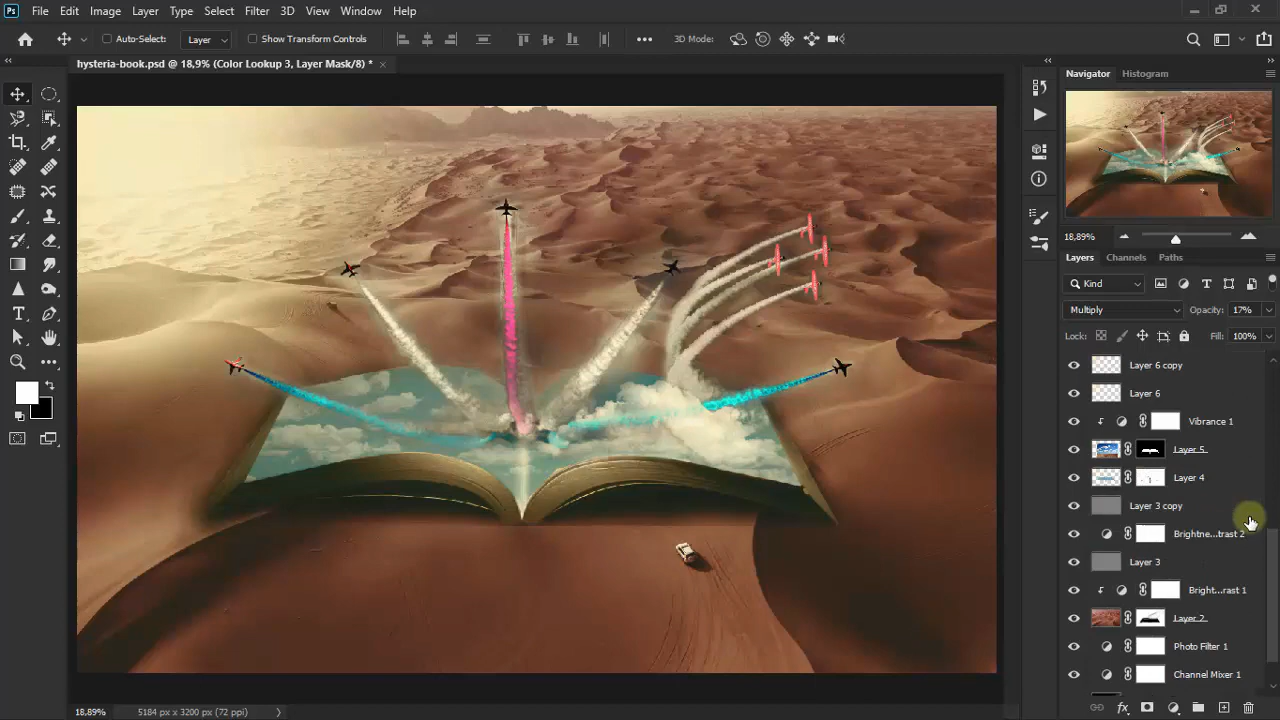 Ps File Edit Image Layer Type Select Filter 3D View Window Help
Auto-Select: Layer Show Transform Controls ••• 3D Mode:
hysteria-book.psd @ 18,9% (Color Lookup 3, Layer Mask/8) * ×
Navigator Histogram
18,89%
Layers Channels Paths
Kind
Multiply Opacity: 17%
Lock: Fill: 100%
Layer 6 copy
Layer 6
Vibrance 1
Layer 5
Layer 4
Layer 3 copy
Brightne...trast 2
Layer 3
Bright...rast 1
Layer 2
Photo Filter 1
Channel Mixer 1
18,89% 5184 px x 3200 px (72 ppi)
fx